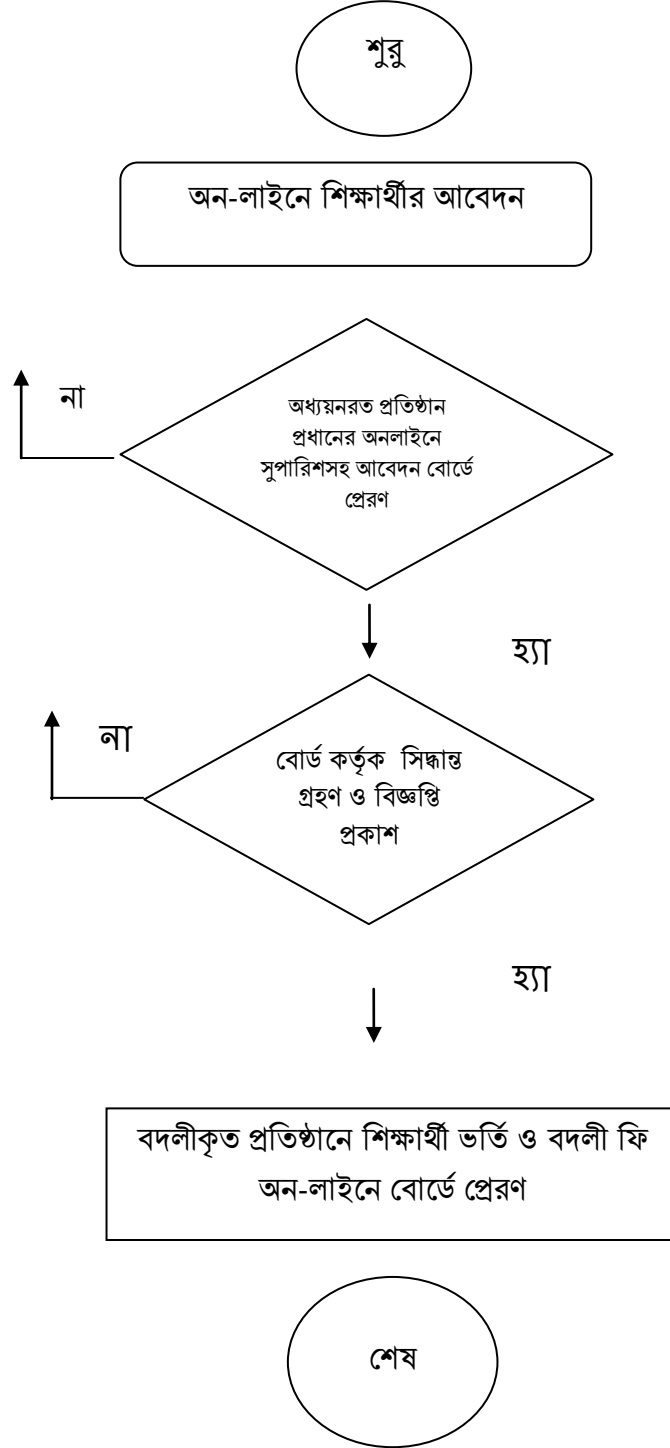 শুরু
অন-লাইনে শিক্ষার্থীর আবেদন
না
অধ্যয়নরত প্রতিষ্ঠান
প্রধানের অনলাইনে
সুপারিশসহ আবেদন বোর্ডে
প্রেরণ
হ্যা
না
বোর্ড কর্তৃক সিদ্ধান্ত
গ্রহণ ও বিজ্ঞপ্তি
প্রকাশ
হ্যা
বদলীকৃত প্রতিষ্ঠানে শিক্ষার্থী ভর্তি ও বদলী ফি
অন-লাইনে বোর্ডে প্রেরণ
শেষ